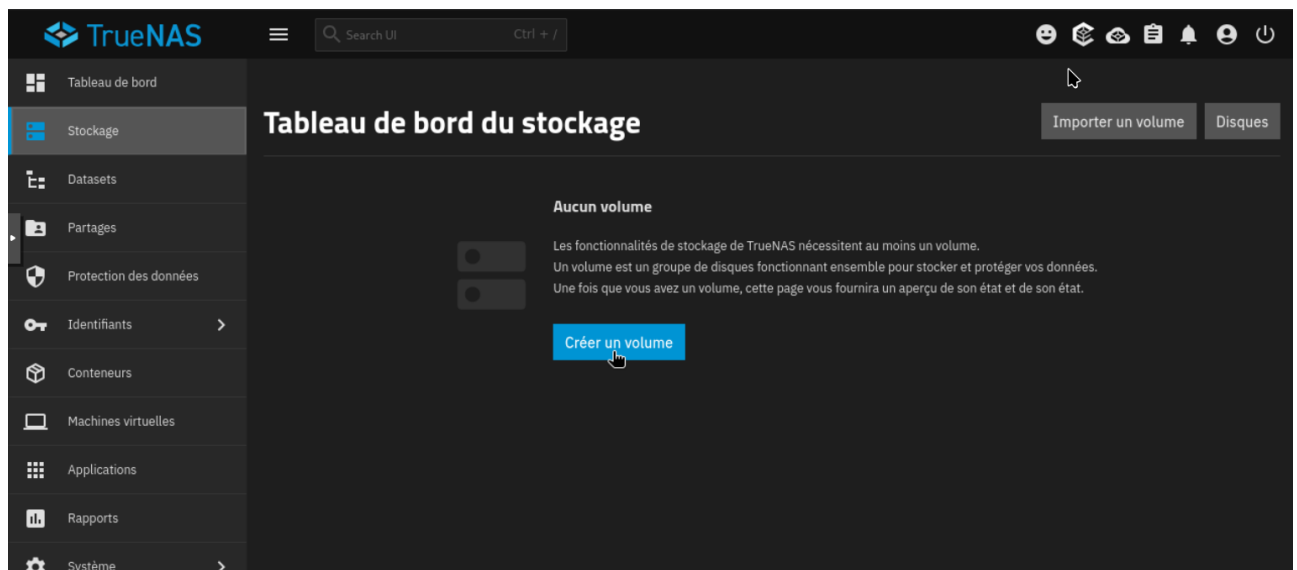 TrueNAS
Search UI
Ctrl + /
Tableau de bord
Stockage
Datasets
Partages
Protection des données
Identifiants
Conteneurs
Machines virtuelles
Applications
Rapports
Système
Tableau de bord du stockage
Importer un volume
Disques
Aucun volume
Les fonctionnalités de stockage de TrueNAS nécessitent au moins un volume.
Un volume est un groupe de disques fonctionnant ensemble pour stocker et protéger vos données.
Une fois que vous avez un volume, cette page vous fournira un aperçu de son état et de son état.
Créer un volume